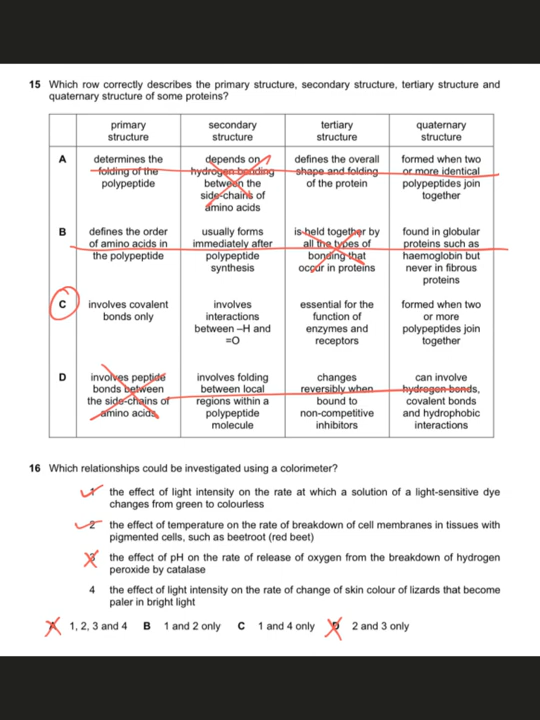 15 Which row correctly describes the primary structure, secondary structure, tertiary structure and
quaternary structure of some proteins?
primary structure secondary structure tertiary structure quaternary structure
A
determines the
folding of the
polypeptide
depends on
hydrogen bonding
between the
side-chains of
amino acids
defines the overall
shape and folding
of the protein
formed when two
or more identical
polypeptides join
together
B
defines the order
of amino acids in
the polypeptide
usually forms
immediately after
polypeptide
synthesis
is held together by
all the types of
bonding that
occur in proteins
found in globular
proteins such as
haemoglobin but
never in fibrous
proteins
C
involves covalent
bonds only
involves
interactions
between –H and
=O
essential for the
function of
enzymes and
receptors
formed when two
or more
polypeptides join
together
D
involves peptide
bonds between
the side-chains of
amino acids
involves folding
between local
regions within a
polypeptide
molecule
changes
reversibly when
bound to
non-competitive
inhibitors
can involve
hydrogen bonds,
covalent bonds
and hydrophobic
interactions
16 Which relationships could be investigated using a colorimeter?
1 the effect of light intensity on the rate at which a solution of a light-sensitive dye
changes from green to colourless
2 the effect of temperature on the rate of breakdown of cell membranes in tissues with
pigmented cells, such as beetroot (red beet)
3 the effect of pH on the rate of release of oxygen from the breakdown of hydrogen
peroxide by catalase
4 the effect of light intensity on the rate of change of skin colour of lizards that become
paler in bright light
A 1, 2, 3 and 4 B 1 and 2 only C 1 and 4 only D 2 and 3 only